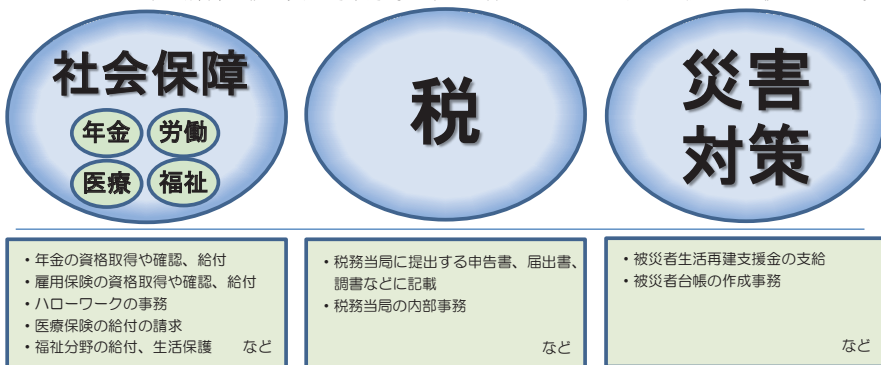 社会保障
年金 労働
医療 福祉
税
災害
対策
・年金の資格取得や確認、給付
・雇用保険の資格取得や確認、給付
・ハローワークの事務
・医療保険の給付の請求
・福祉分野の給付、生活保護 など
・税務当局に提出する申告書、届出書、
調書などに記載
・税務当局の内部事務
など
・被災者生活再建支援金の支給
・被災者台帳の作成事務
など